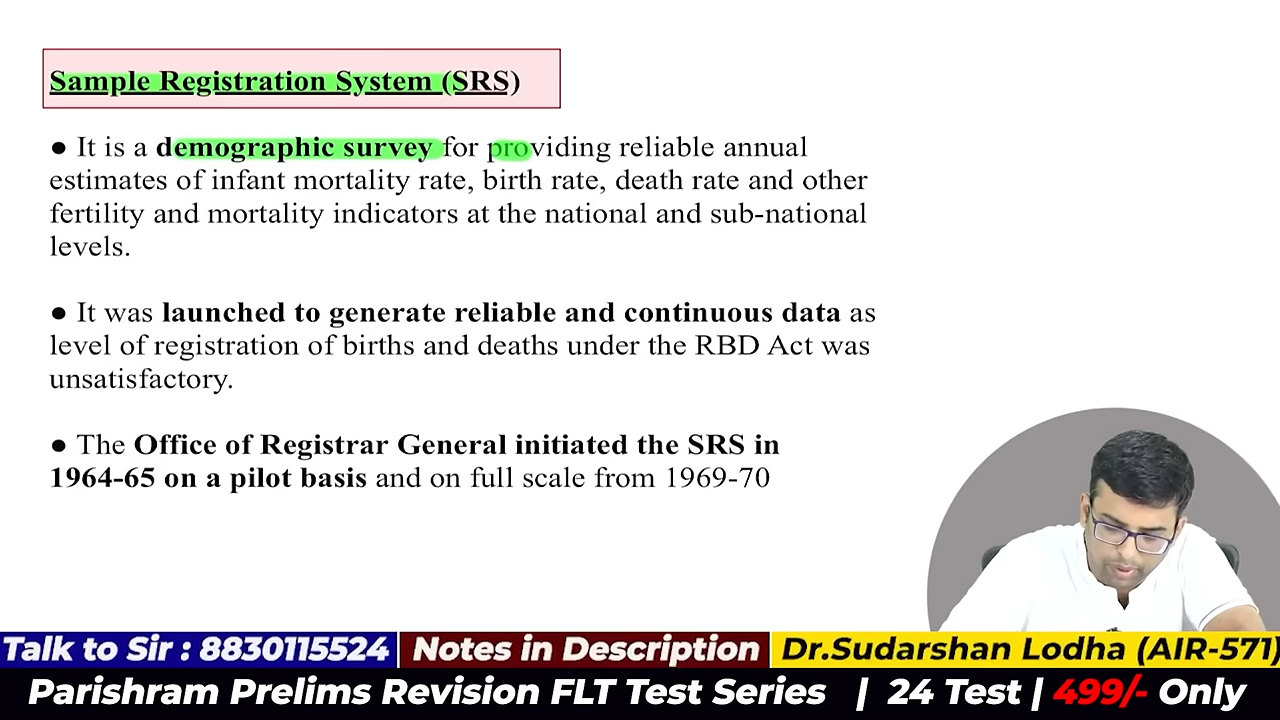 Sample Registration System (SRS)
● It is a demographic survey for providing reliable annual
estimates of infant mortality rate, birth rate, death rate and other
fertility and mortality indicators at the national and sub-national
levels.
● It was launched to generate reliable and continuous data as
level of registration of births and deaths under the RBD Act was
unsatisfactory.
● The Office of Registrar General initiated the SRS in
1964-65 on a pilot basis and on full scale from 1969-70
Talk to Sir : 8830115524 Notes in Description Dr.Sudarshan Lodha (AIR-571)
Parishram Prelims Revision FLT Test Series | 24 Test | 499/- Only